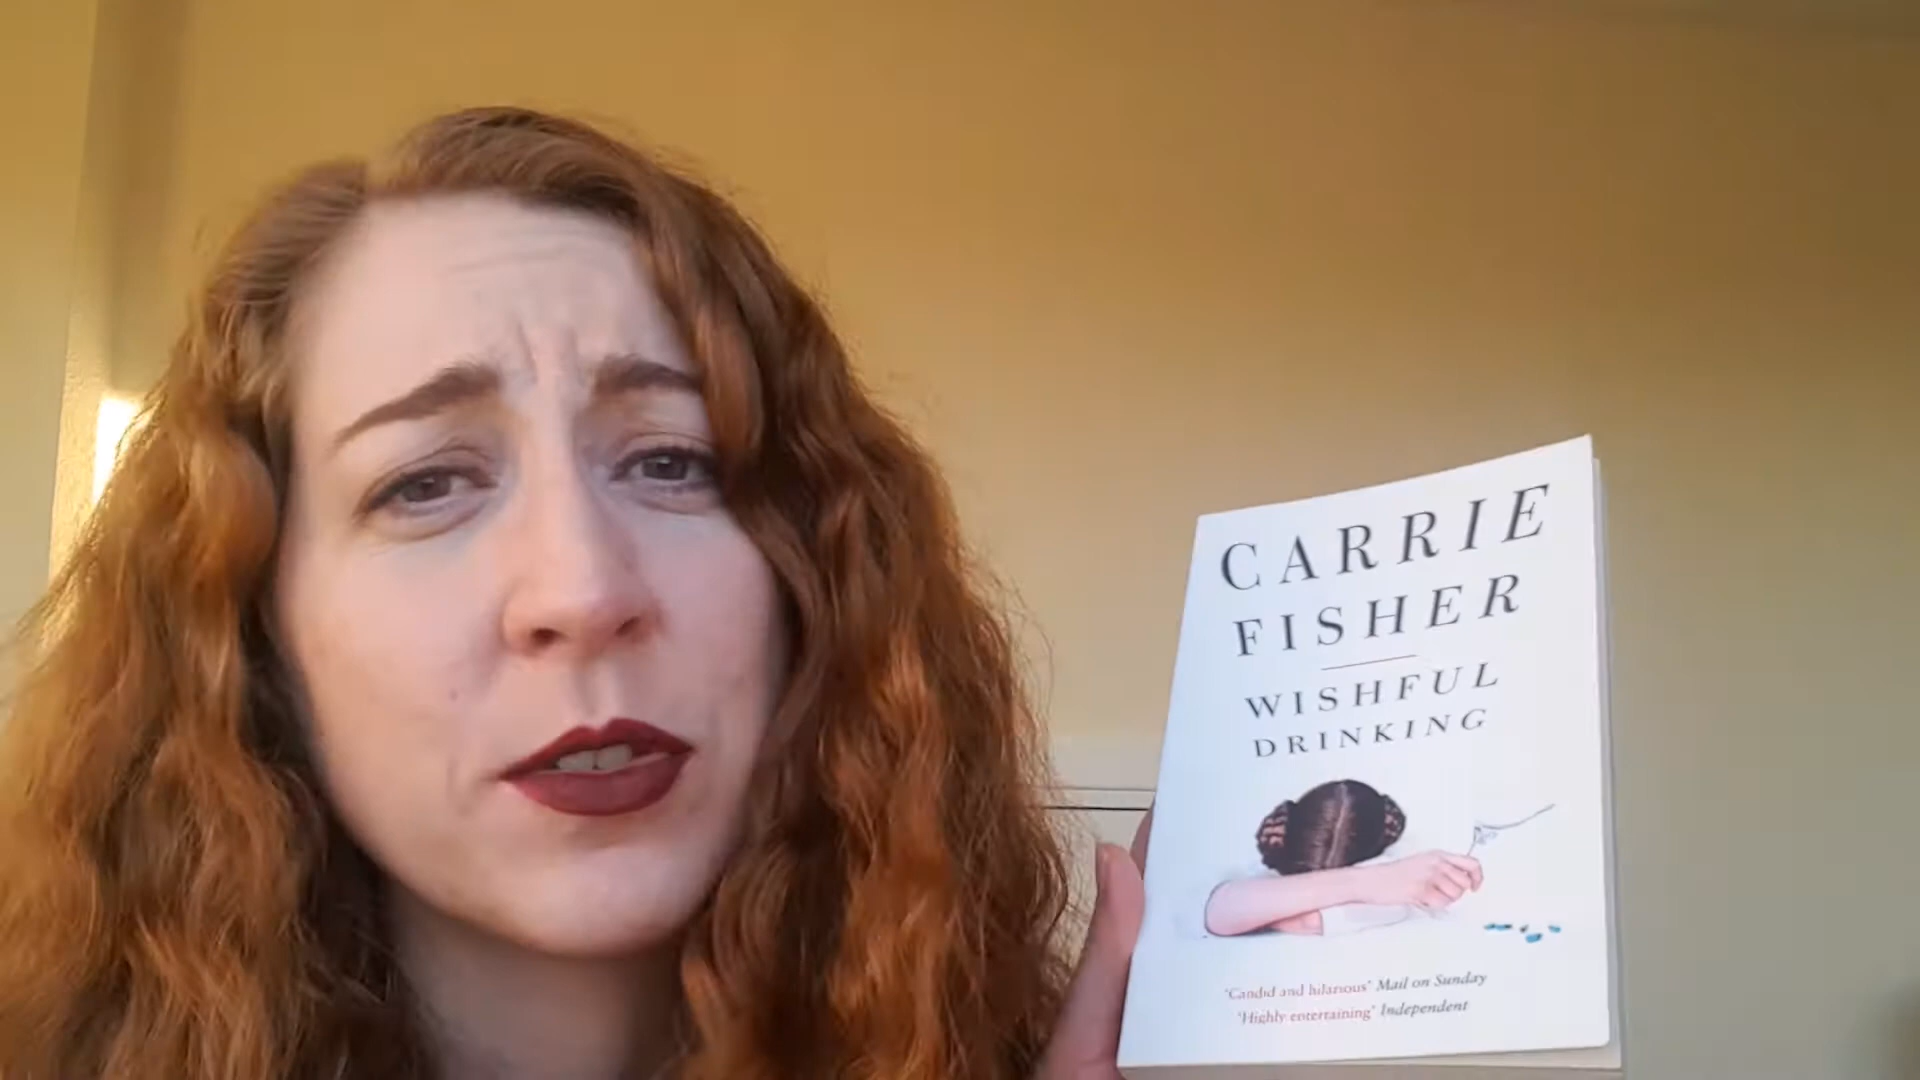 CARRIE
FISHER
WISHFUL
DRINKING
'Candid and hilarious' Mail on Sunday
'Highly entertaining' Independent